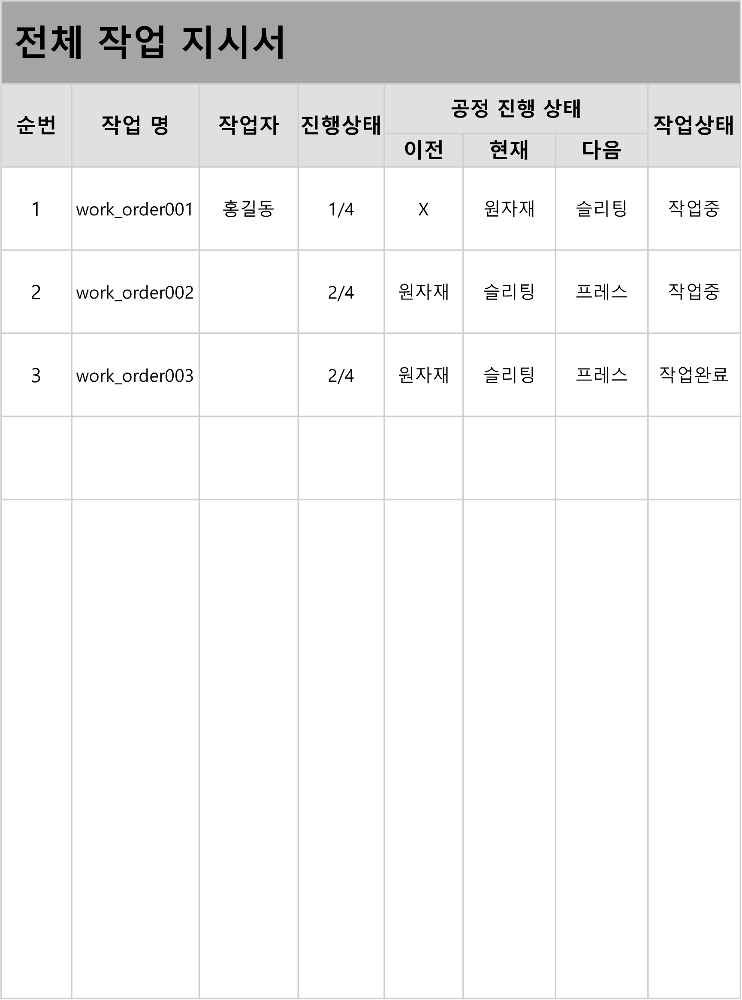 전체 작업 지시서
순번 작업 명 작업자 진행상태 공정 진행 상태 작업상태
이전 현재 다음
1 work_order001 홍길동 1/4 X 원자재 슬리팅 작업중
2 work_order002 2/4 원자재 슬리팅 프레스 작업중
3 work_order003 2/4 원자재 슬리팅 프레스 작업완료